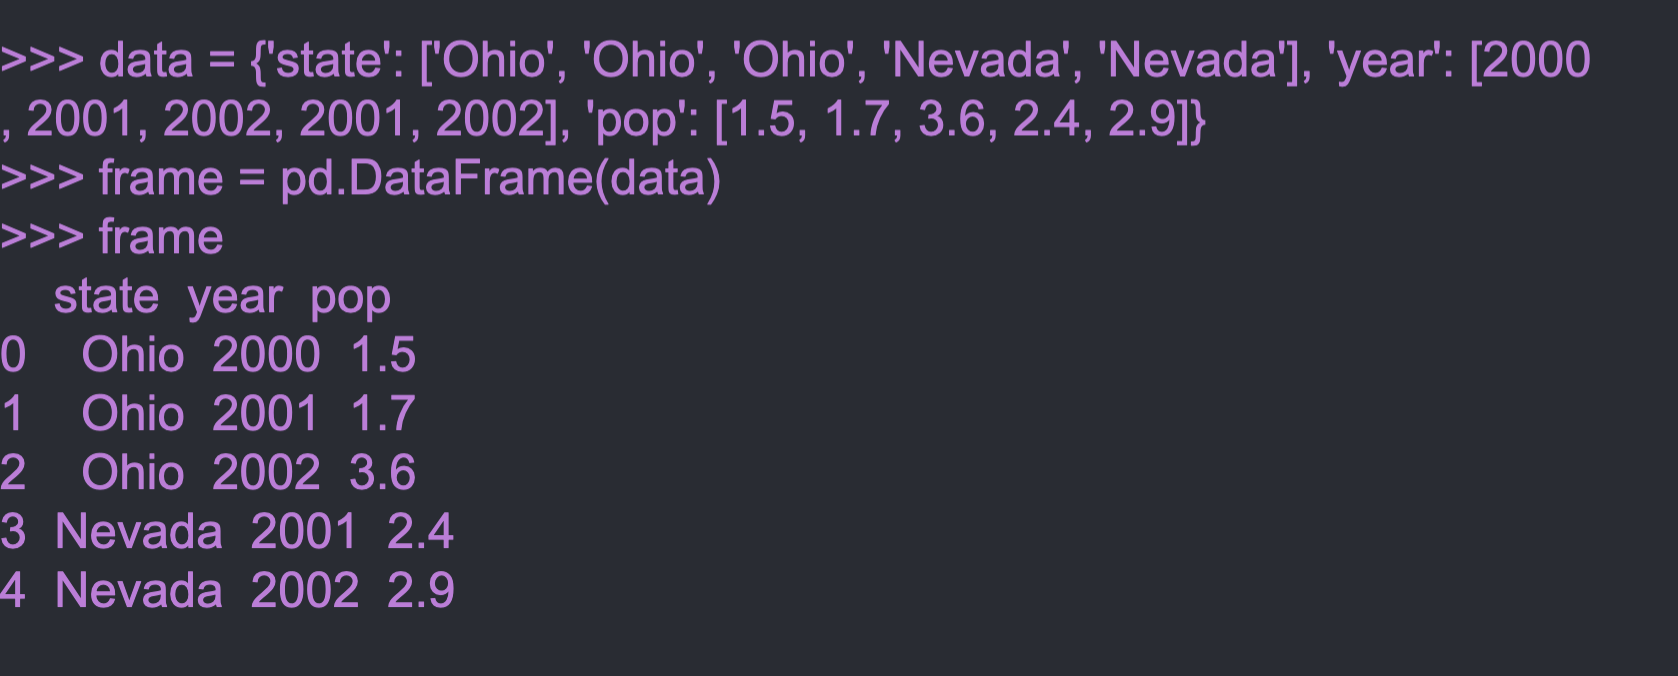 >>> data = {'state': ['Ohio', 'Ohio', 'Ohio', 'Nevada', 'Nevada'], 'year': [2000
, 2001, 2002, 2001, 2002], 'pop': [1.5, 1.7, 3.6, 2.4, 2.9]}
>>> frame = pd.DataFrame(data)
>>> frame
   state  year  pop
0    Ohio  2000  1.5
1    Ohio  2001  1.7
2    Ohio  2002  3.6
3  Nevada  2001  2.4
4  Nevada  2002  2.9